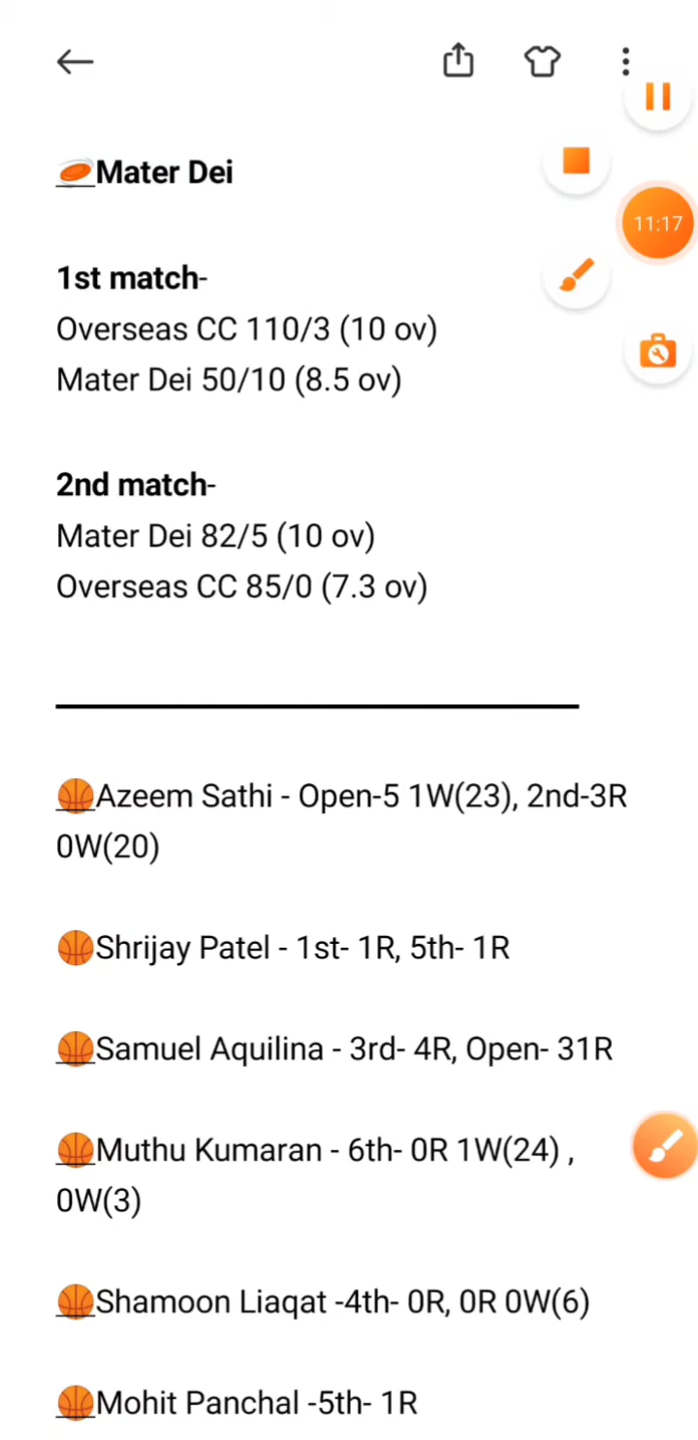 11:17
Mater Dei
1st match-
Overseas CC 110/3 (10 ov)
Mater Dei 50/10 (8.5 ov)
2nd match-
Mater Dei 82/5 (10 ov)
Overseas CC 85/0 (7.3 ov)
Azeem Sathi - Open-5 1W(23), 2nd-3R
0W(20)
Shrijay Patel - 1st- 1R, 5th- 1R
Samuel Aquilina - 3rd- 4R, Open- 31R
Muthu Kumaran - 6th- 0R 1W(24) ,
0W(3)
Shamoon Liaqat -4th- 0R, 0R 0W(6)
Mohit Panchal -5th- 1R